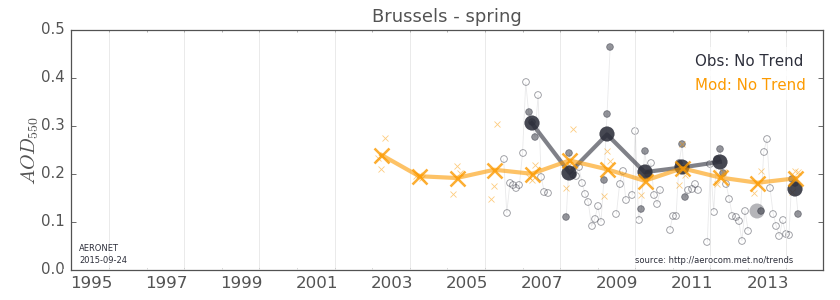 Brussels - spring
0.5
0.4
0.3
0.2
0.1
0.0
AOD550
Obs: No Trend
Mod: No Trend
AERONET
2015-09-24
source: http://aerocom.met.no/trends
1995 1997 1999 2001 2003 2005 2007 2009 2011 2013